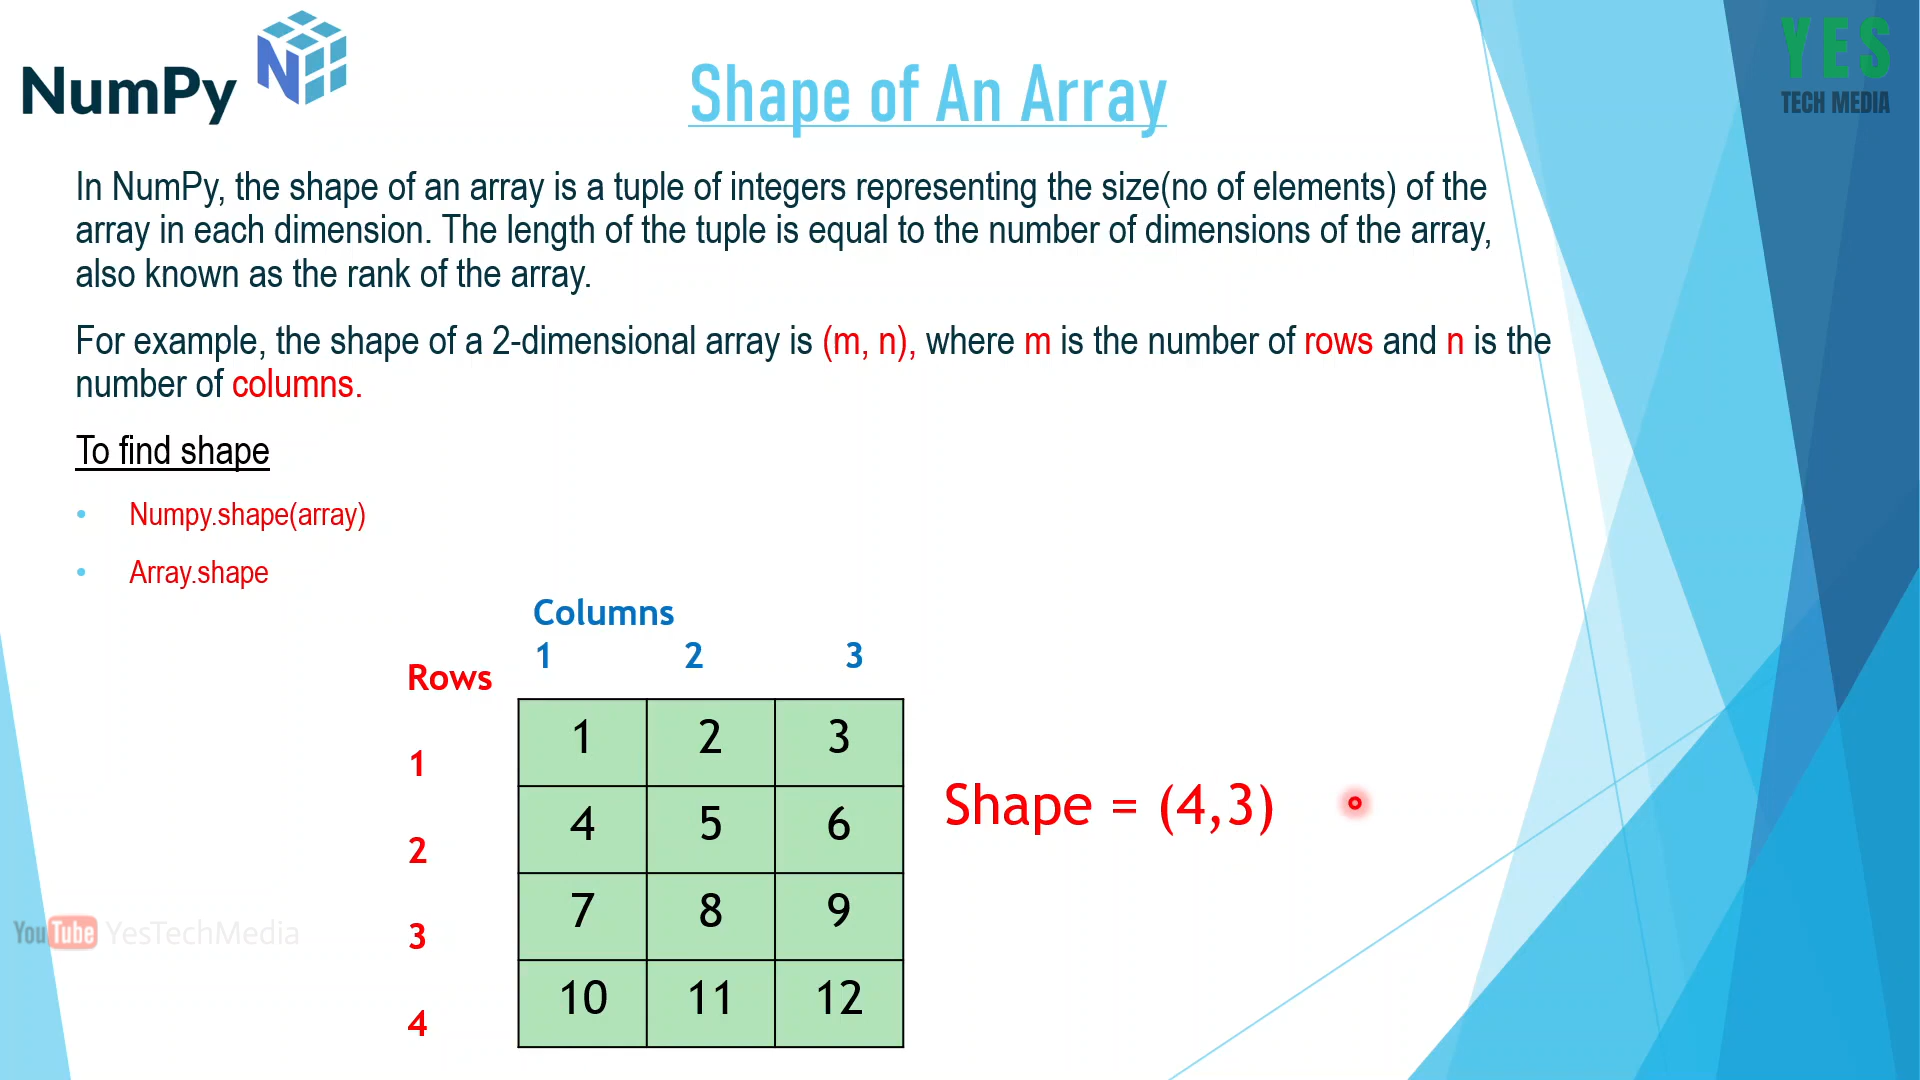 NumPy
YES
TECH MEDIA
Shape of An Array
In NumPy, the shape of an array is a tuple of integers representing the size(no of elements) of the
array in each dimension. The length of the tuple is equal to the number of dimensions of the array,
also known as the rank of the array.
For example, the shape of a 2-dimensional array is (m, n), where m is the number of rows and n is the
number of columns.
To find shape
• Numpy.shape(array)
• Array.shape
Columns
1 2 3
Rows
1 2 3
1
4 5 6
2
Shape = (4,3)
7 8 9
3
10 11 12
4
YouTube YesTechMedia